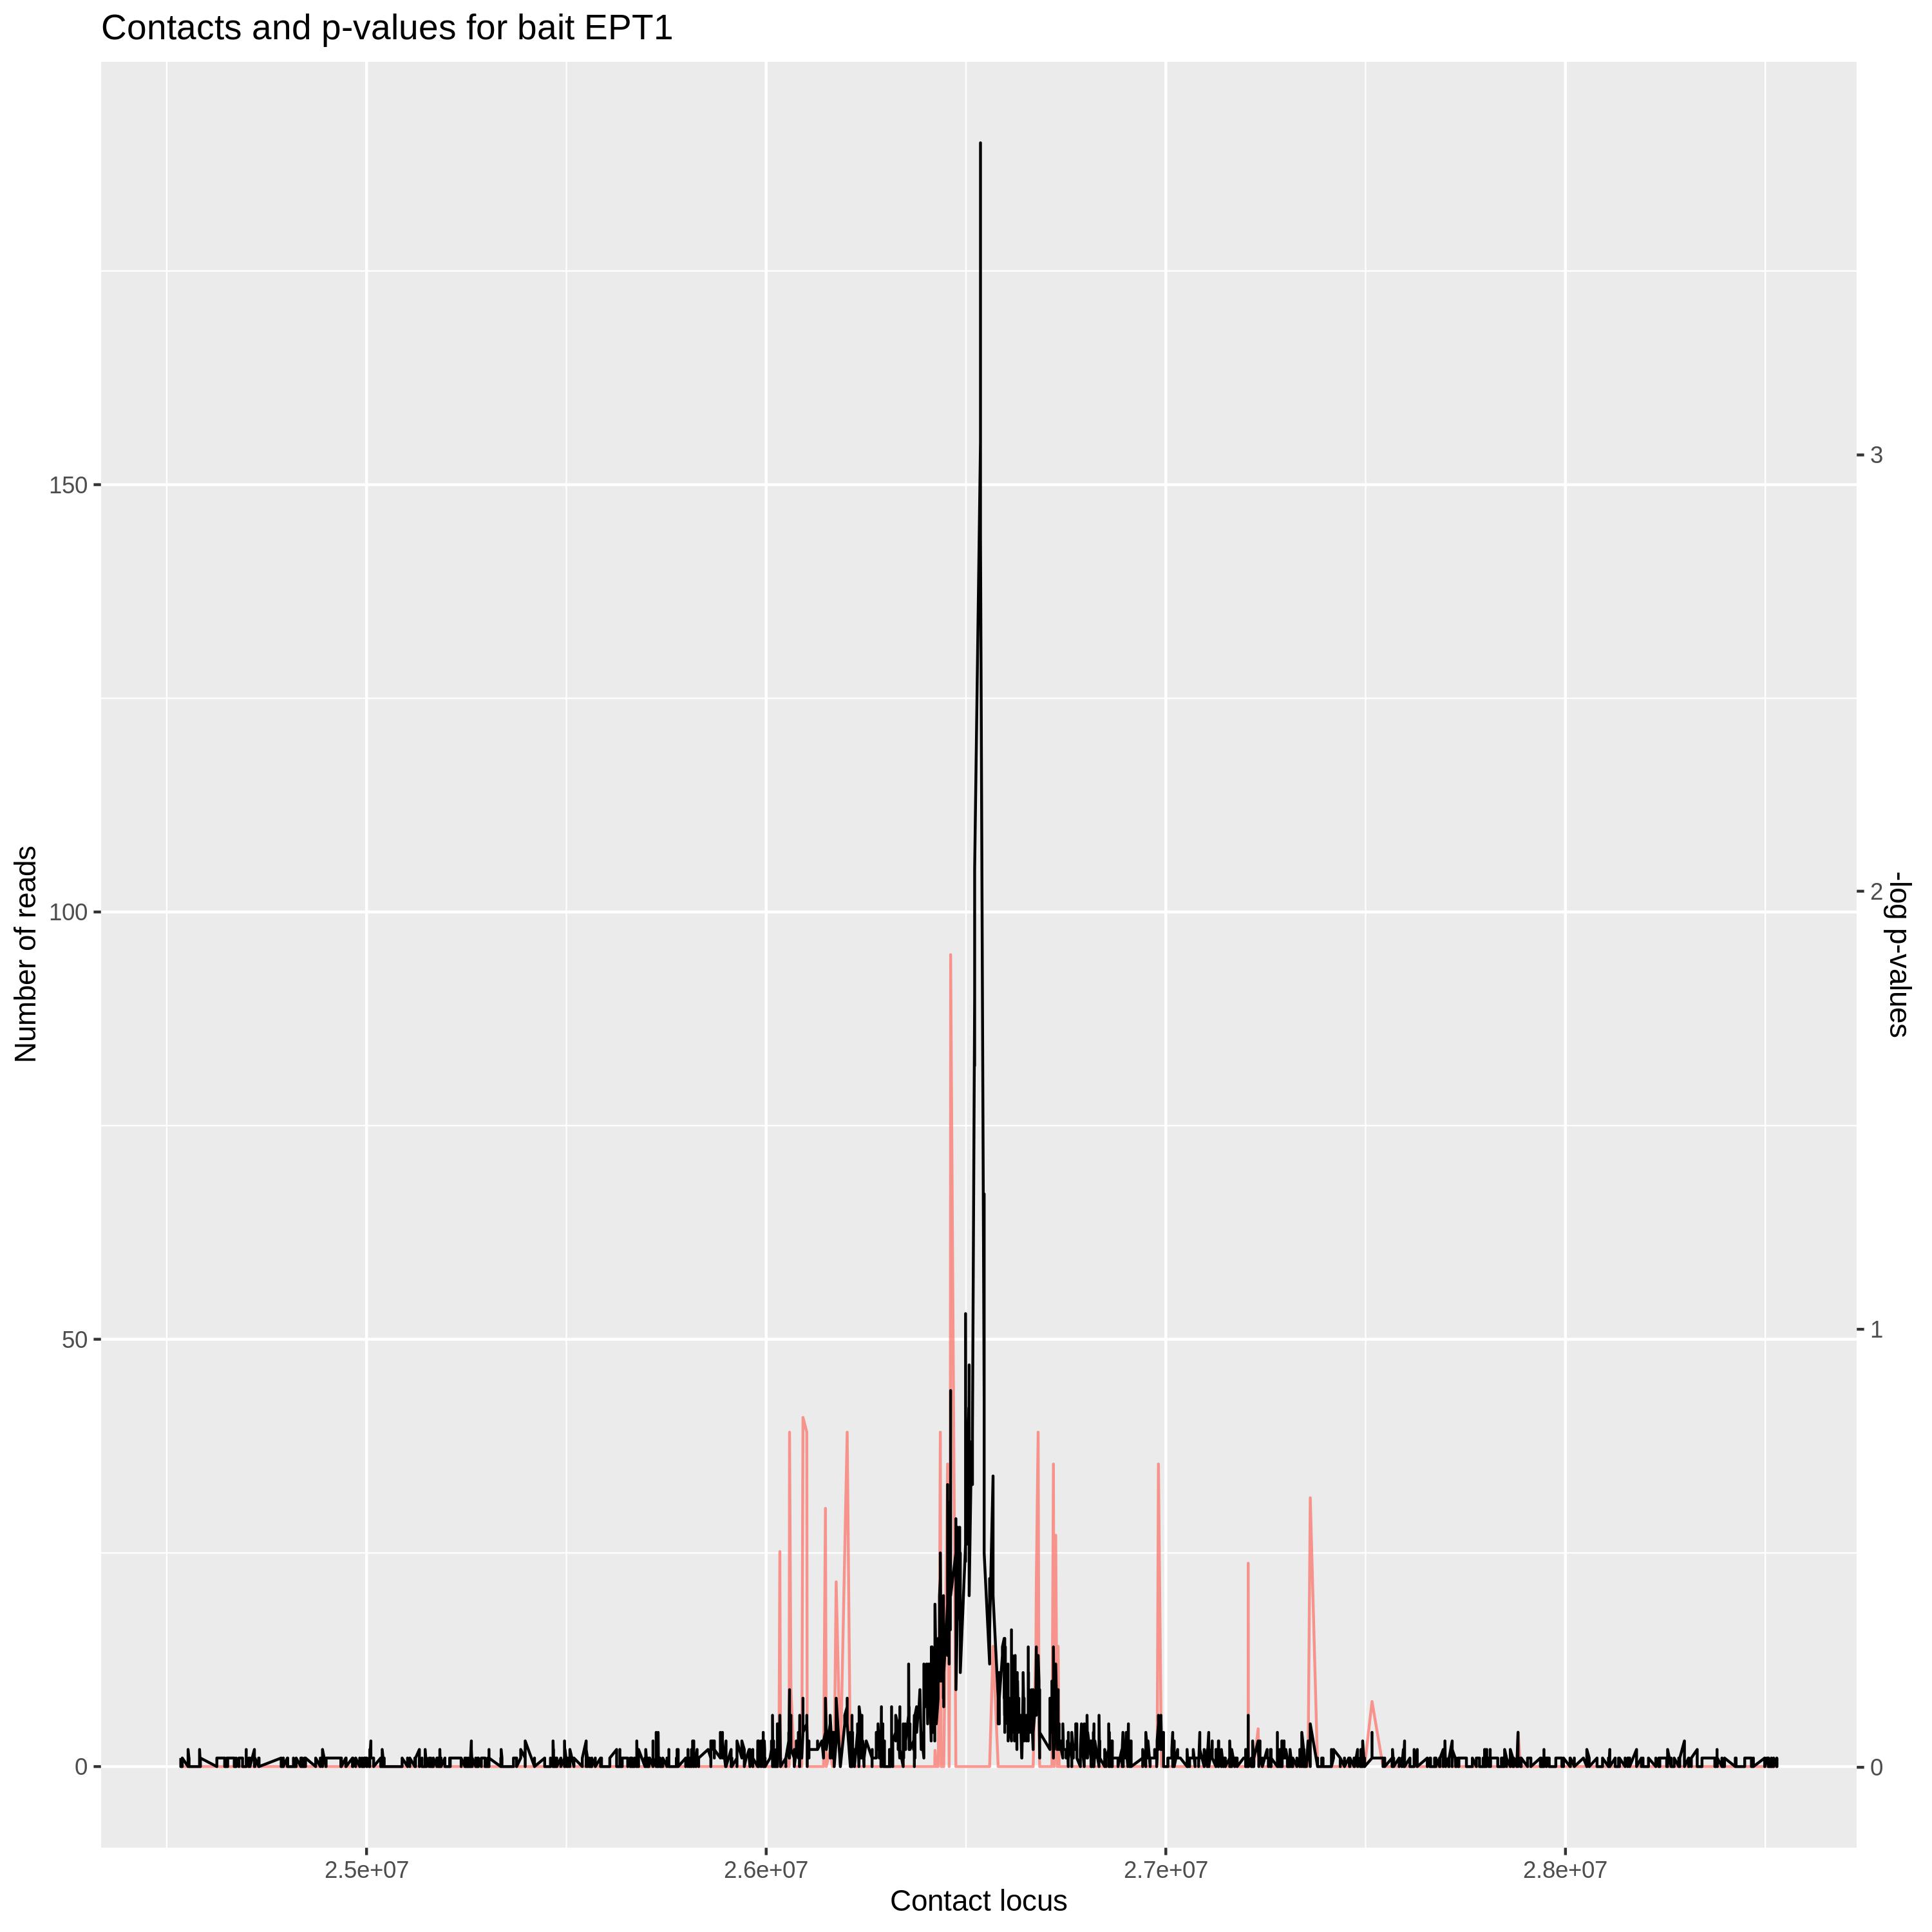 Contacts and p-values for bait EPT1
Number of reads
150
100
50
0
3
2
1
0
-log p-values
2.5e+07
2.6e+07
2.7e+07
2.8e+07
Contact locus